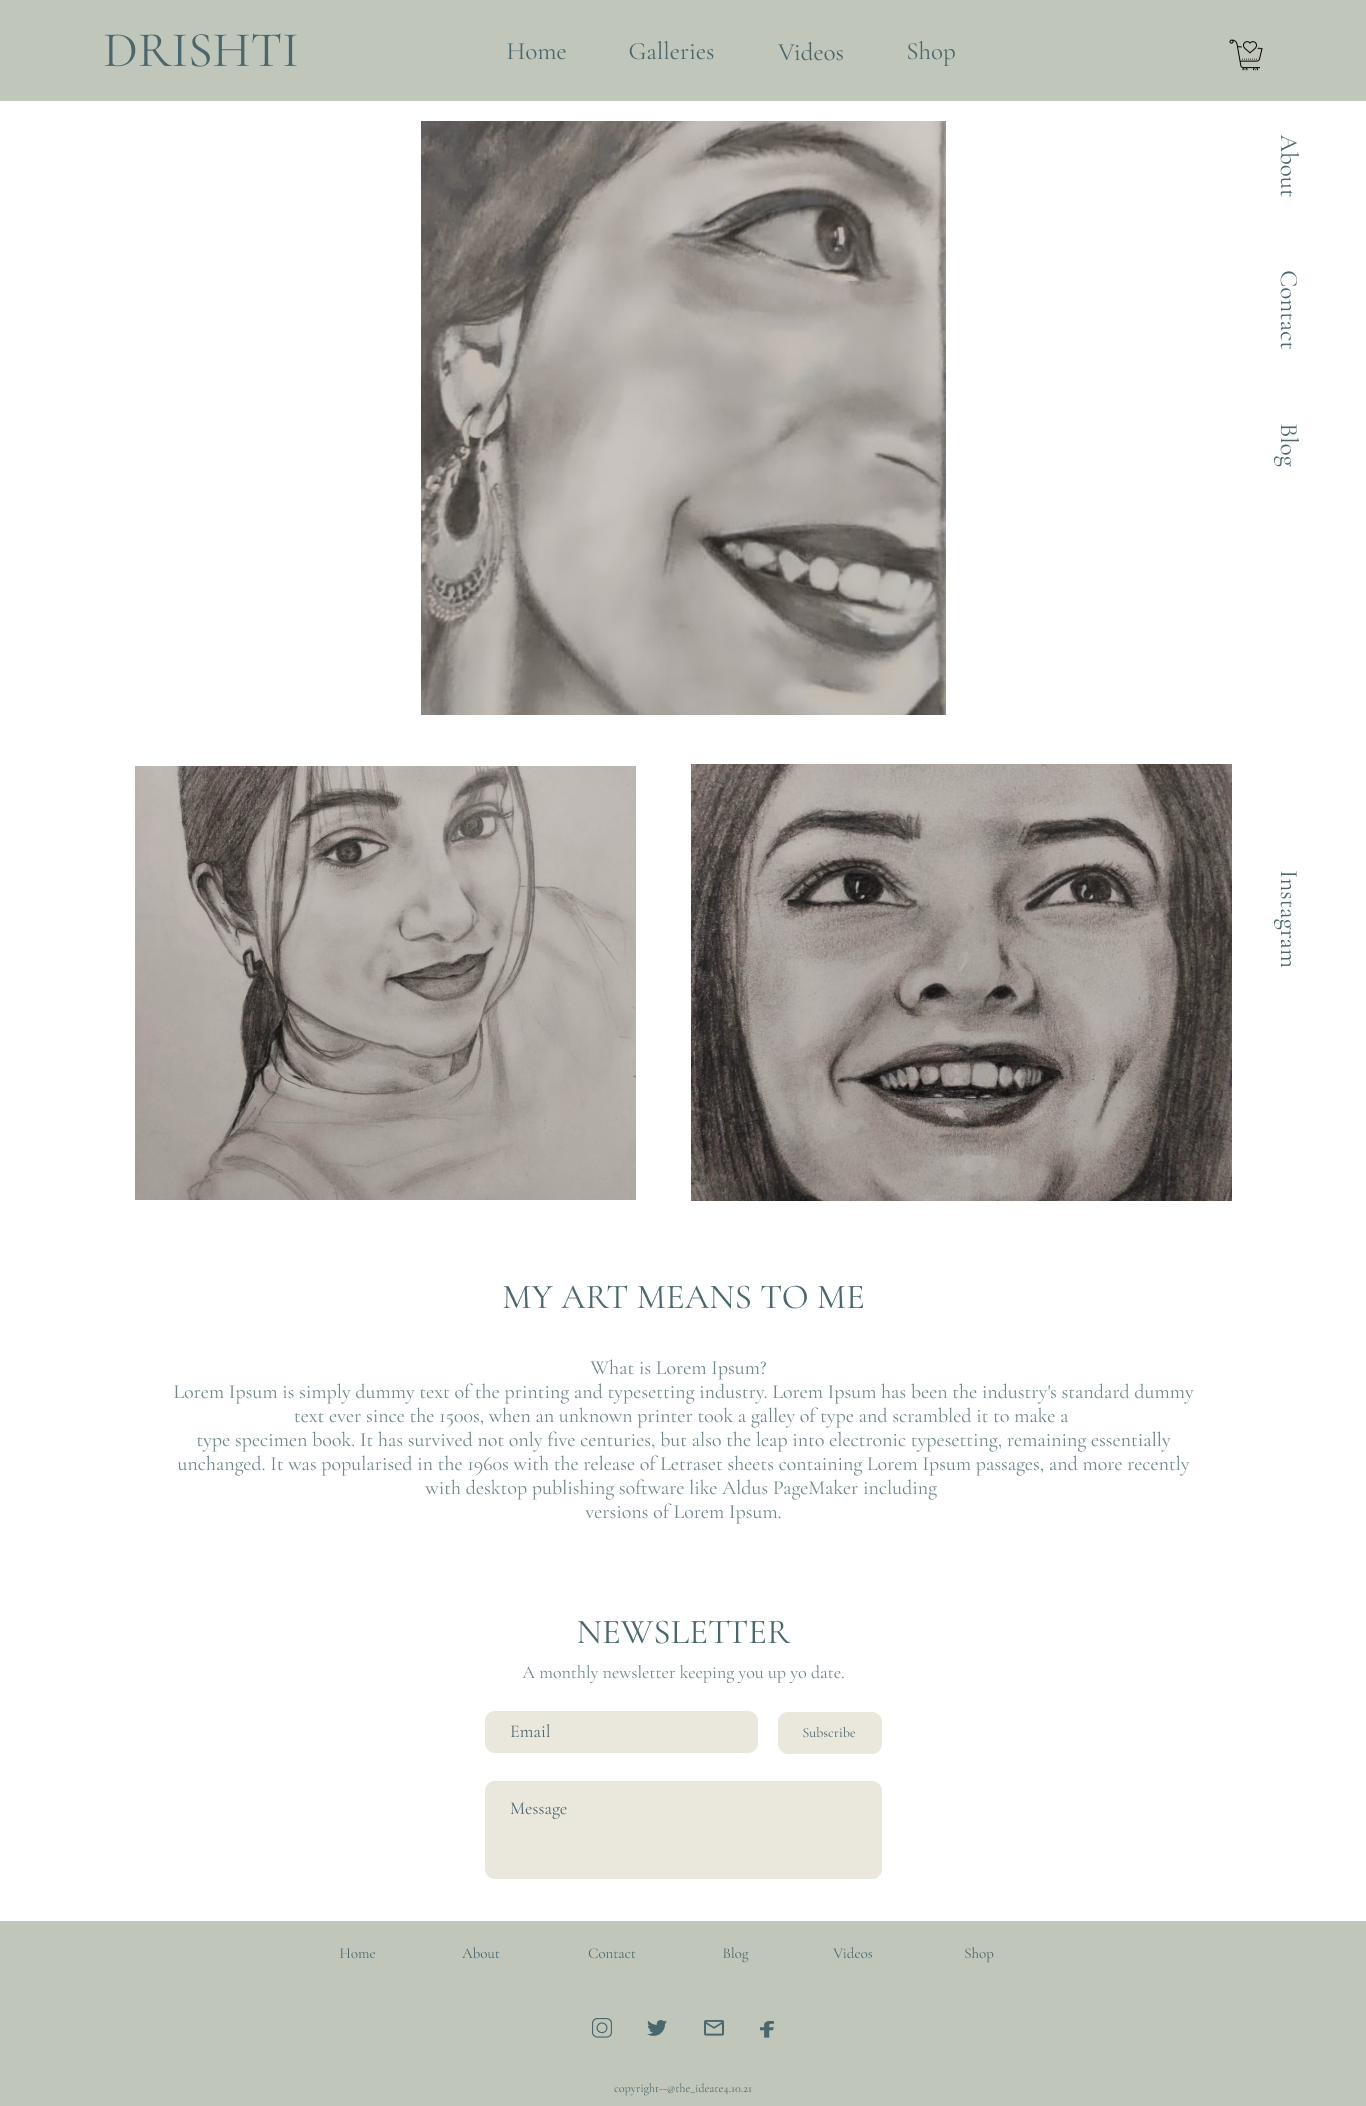 DRISHTI
Home
Galleries
Videos
Shop
About
Contact
Blog
Instagram
MY ART MEANS TO ME
What is Lorem Ipsum?
Lorem Ipsum is simply dummy text of the printing and typesetting industry. Lorem Ipsum has been the industry's standard dummy
text ever since the 1500s, when an unknown printer took a galley of type and scrambled it to make a
type specimen book. It has survived not only five centuries, but also the leap into electronic typesetting, remaining essentially
unchanged. It was popularised in the 1960s with the release of Letraset sheets containing Lorem Ipsum passages, and more recently
with desktop publishing software like Aldus PageMaker including
versions of Lorem Ipsum.
NEWSLETTER
A monthly newsletter keeping you up yo date.
Email
Subscribe
Message
Home
About
Contact
Blog
Videos
Shop
copyright--@the_ideate4.10.21